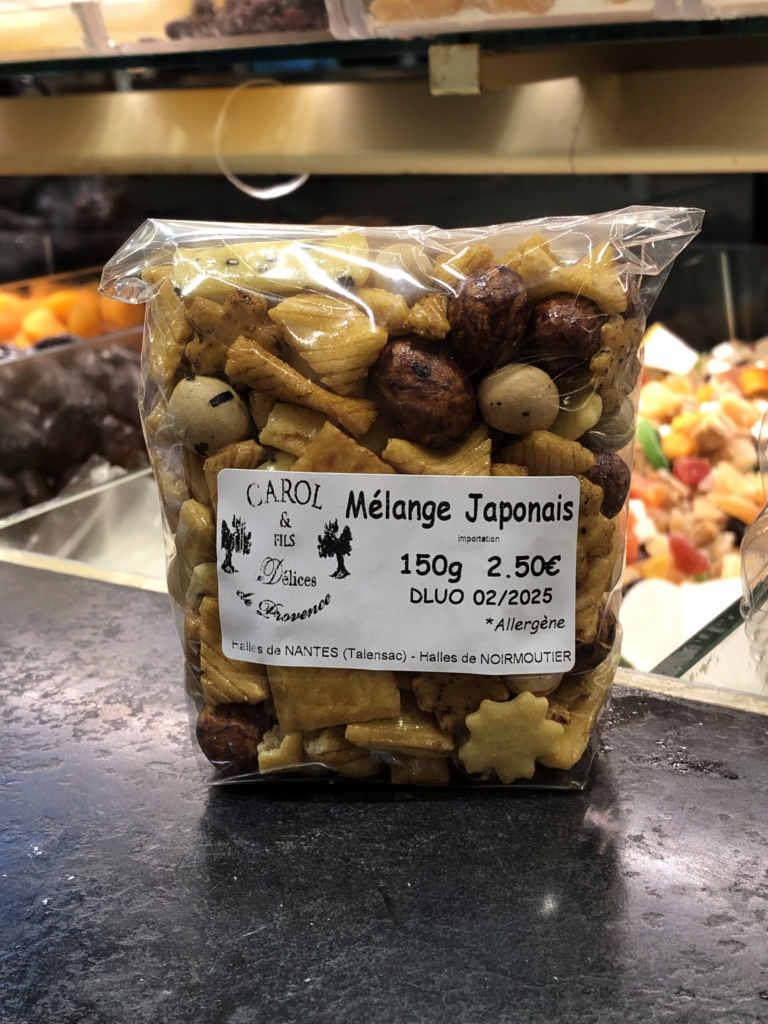 CAROL
&
FILS
Délices
de Provence
Mélange Japonais
importation
150g 2.50€
DLUO 02/2025
*Allergène
Halles de NANTES (Talensac) - Halles de NOIRMOUTIER